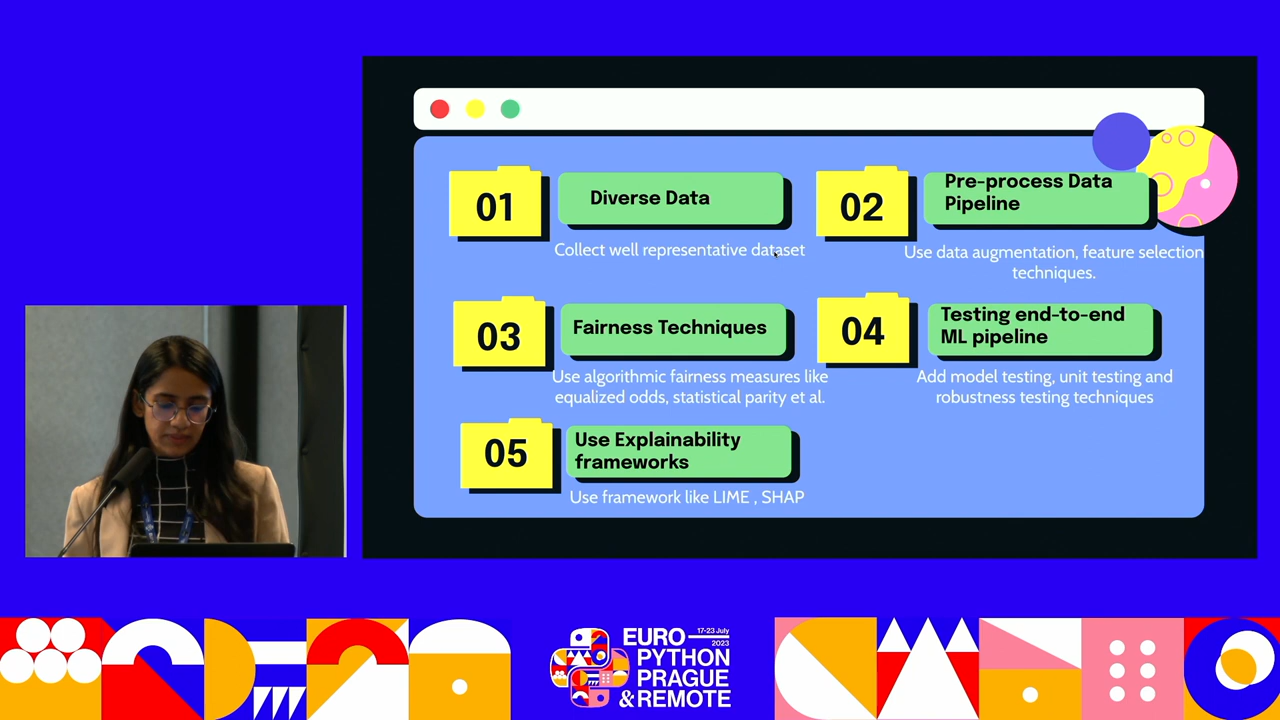 01
Diverse Data
Collect well representative dataset
02
Pre-process Data
Pipeline
Use data augmentation, feature selection
techniques.
03
Fairness Techniques
Use algorithmic fairness measures like
equalized odds, statistical parity et al.
04
Testing end-to-end
ML pipeline
Add model testing, unit testing and
robustness testing techniques
05
Use Explainability
frameworks
Use framework like LIME , SHAP
17-23 July
2023
EURO
PYTHON
PRAGUE
& REMOTE